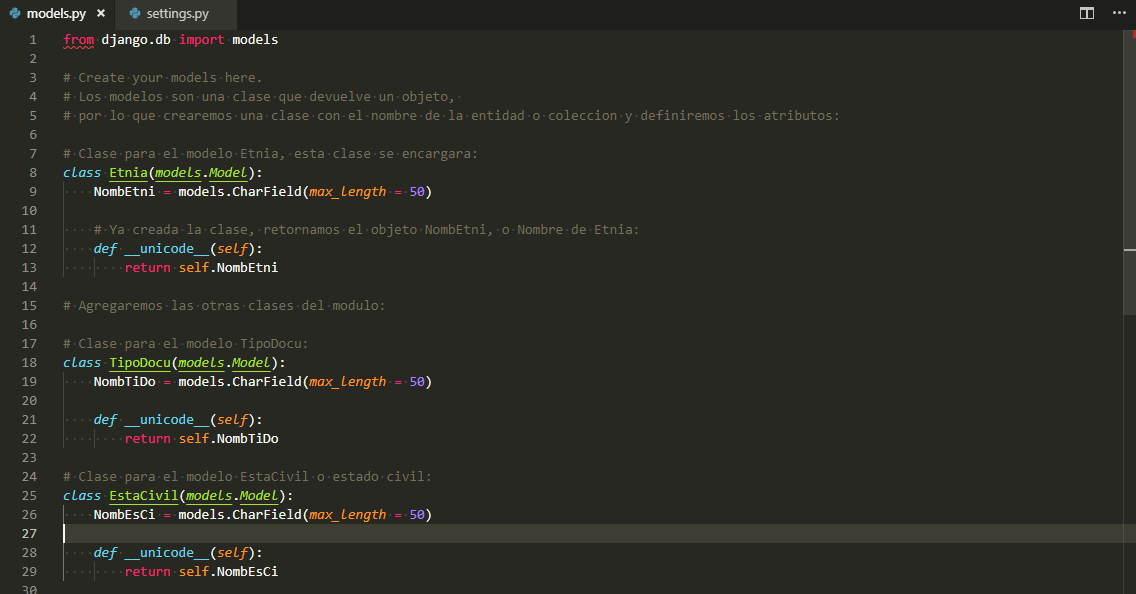 models.py × settings.py
1 from django.db import models
2
3 # Create your models here.
4 # Los modelos son una clase que devuelve un objeto,
5 # por lo que crearemos una clase con el nombre de la entidad o coleccion y definiremos los atributos:
6
7 # Clase para el modelo Etnia, esta clase se encargara:
8 class Etnia(models.Model):
9     NombEtni = models.CharField(max_length = 50)
10
11     # Ya creada la clase, retornamos el objeto NombEtni, o Nombre de Etnia:
12     def __unicode__(self):
13         return self.NombEtni
14
15 # Agregaremos las otras clases del modulo:
16
17 # Clase para el modelo TipoDocu:
18 class TipoDocu(models.Model):
19     NombTiDo = models.CharField(max_length = 50)
20
21     def __unicode__(self):
22         return self.NombTiDo
23
24 # Clase para el modelo EstaCivil o estado civil:
25 class EstaCivil(models.Model):
26     NombEsCi = models.CharField(max_length = 50)
27
28     def __unicode__(self):
29         return self.NombEsCi
30